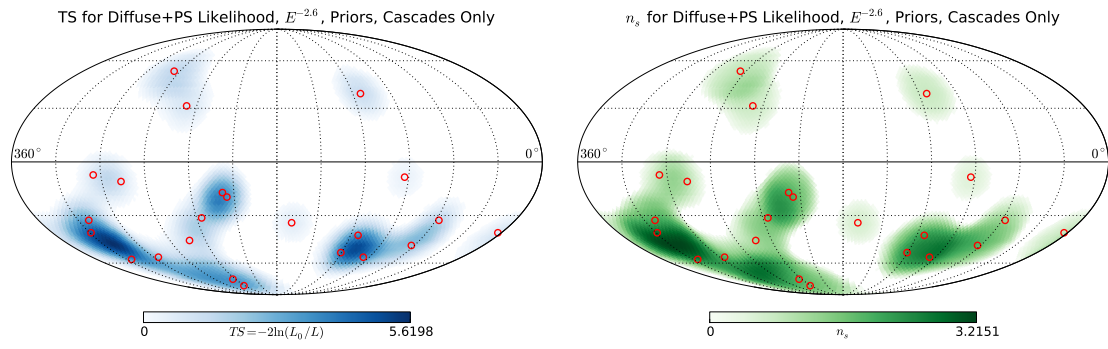 TS for Diffuse+PS Likelihood, E^{-2.6}, Priors, Cascades Only
360° 0°
0 TS=−2ln(L_0/L) 5.6198
n_s for Diffuse+PS Likelihood, E^{-2.6}, Priors, Cascades Only
360° 0°
0 n_s 3.2151